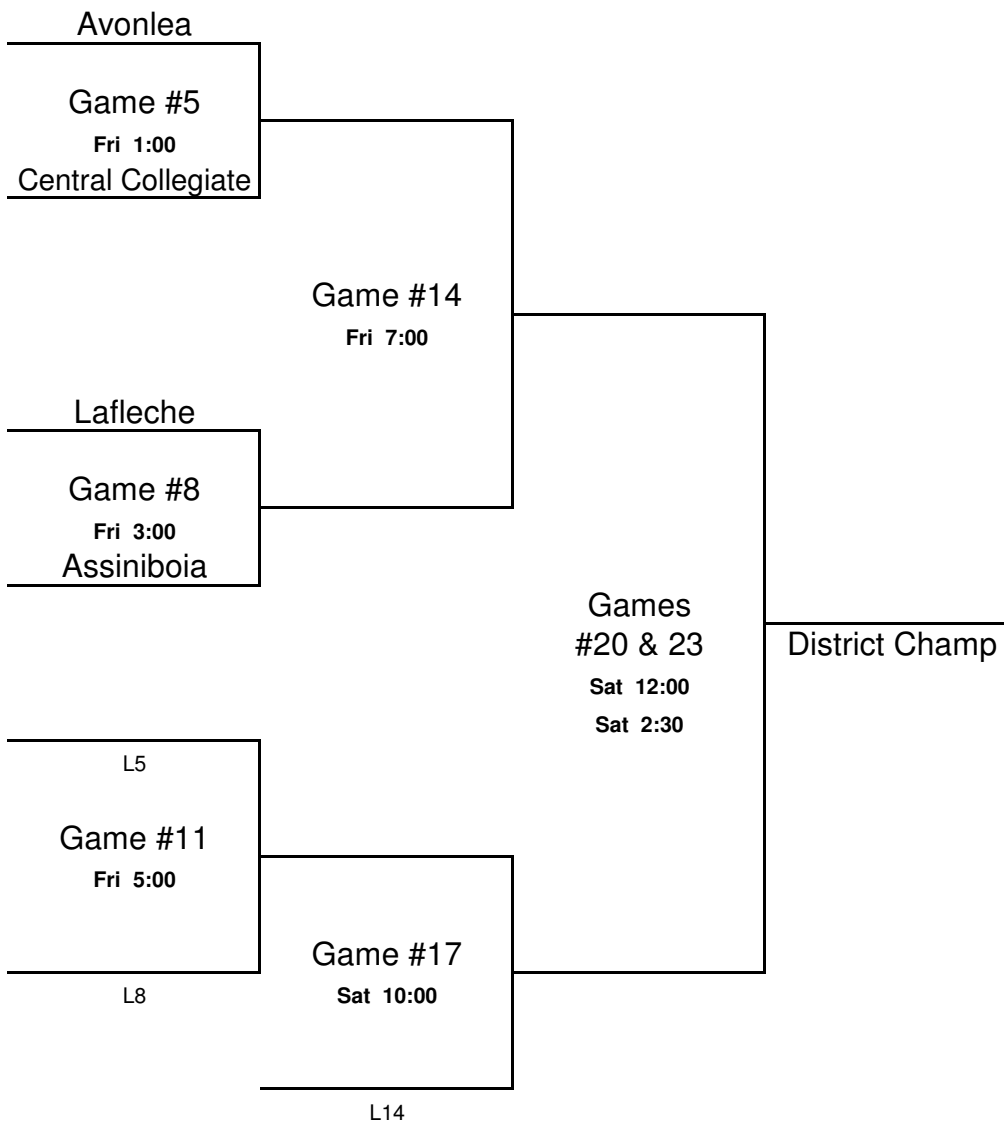 Avonlea
Game #5
Fri 1:00
Central Collegiate
Game #14
Fri 7:00
Lafleche
Game #8
Fri 3:00
Assiniboia
Games
#20 & 23
Sat 12:00
Sat 2:30
District Champ
L5
Game #11
Fri 5:00
L8
Game #17
Sat 10:00
L14